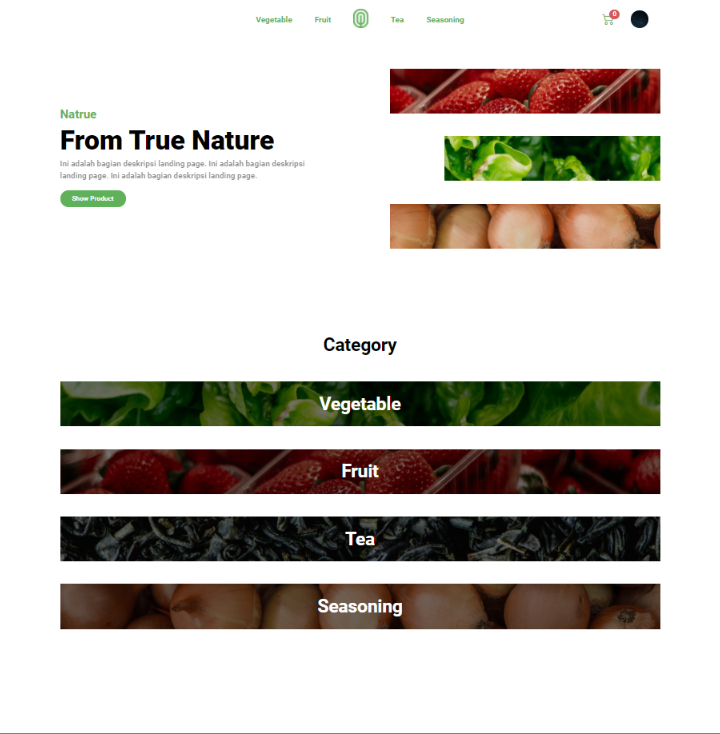 Vegetable Fruit Tea Seasoning 0
Natrue
From True Nature
Ini adalah bagian deskripsi landing page. Ini adalah bagian deskripsi
landing page. Ini adalah bagian deskripsi landing page.
Show Product
Category
Vegetable
Fruit
Tea
Seasoning